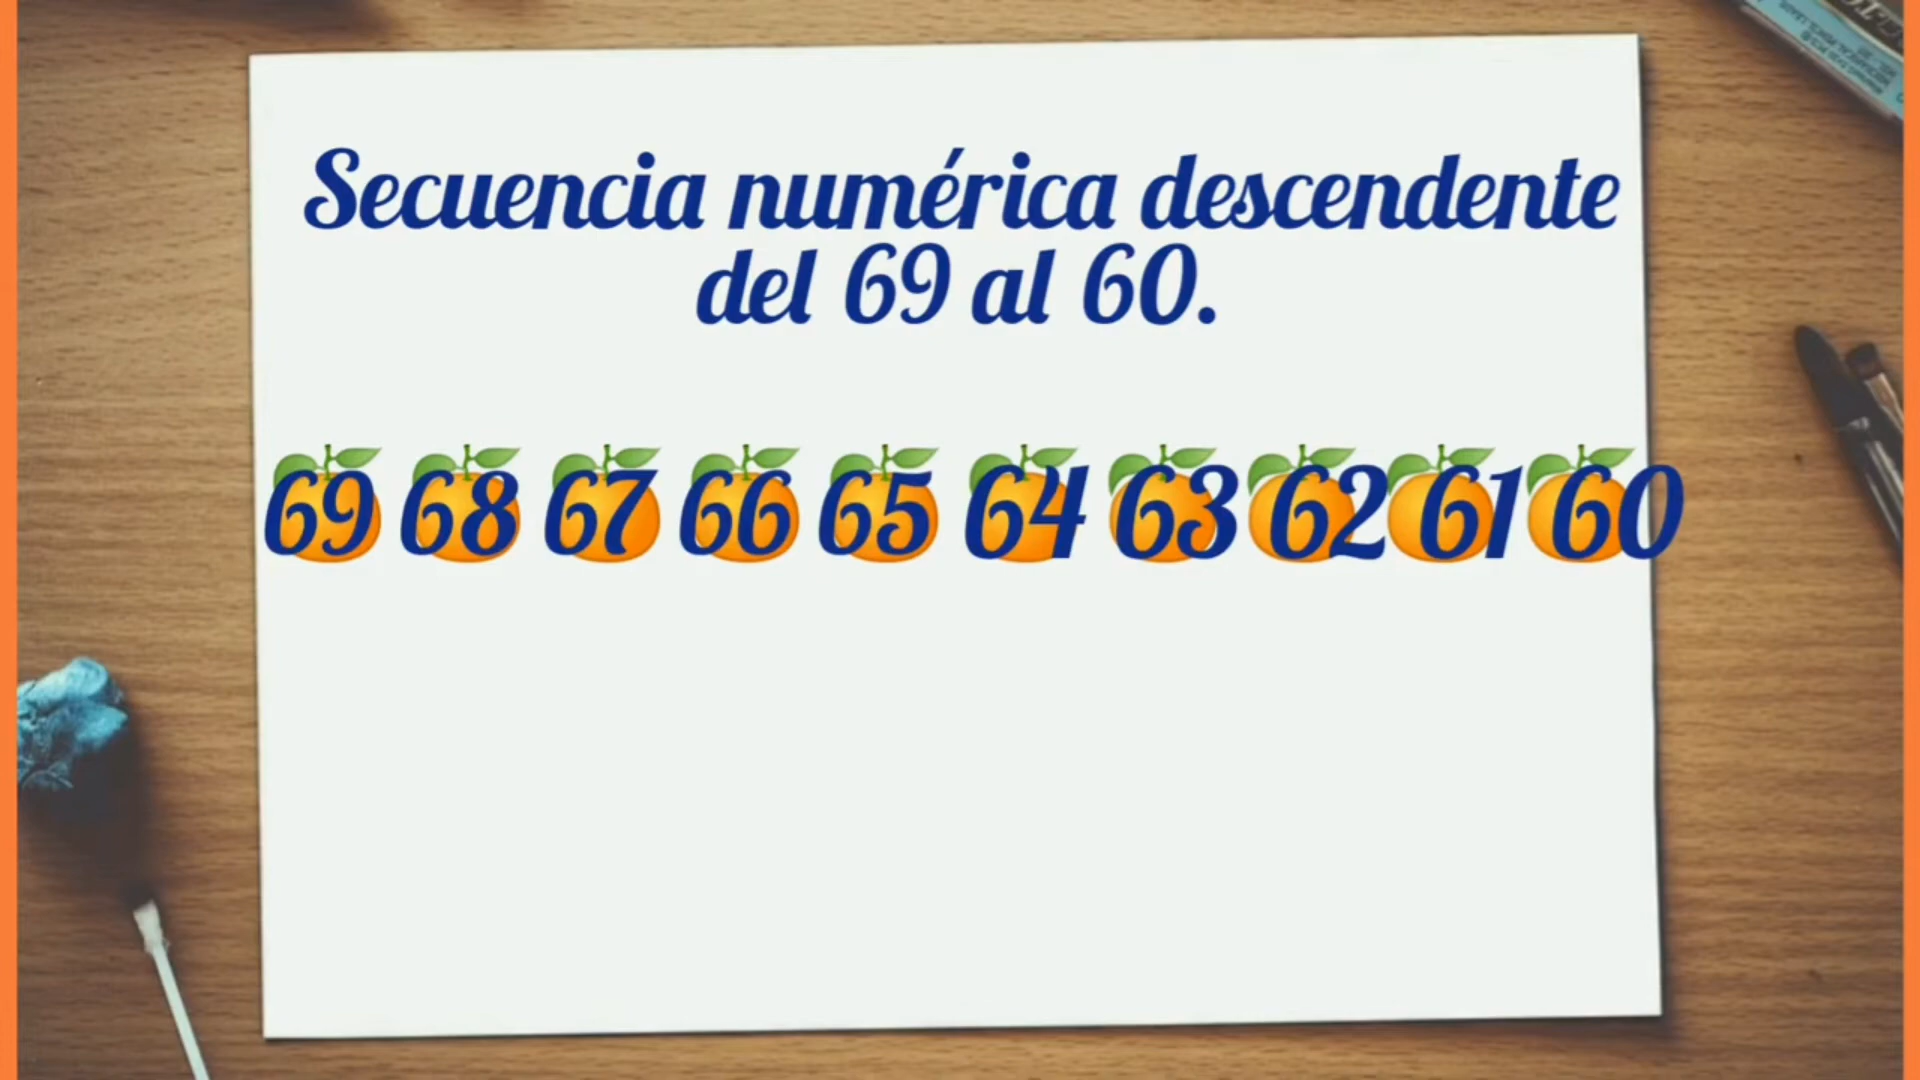 Secuencia numérica descendente
del 69 al 60.
69 68 67 66 65 64 63 62 61 60